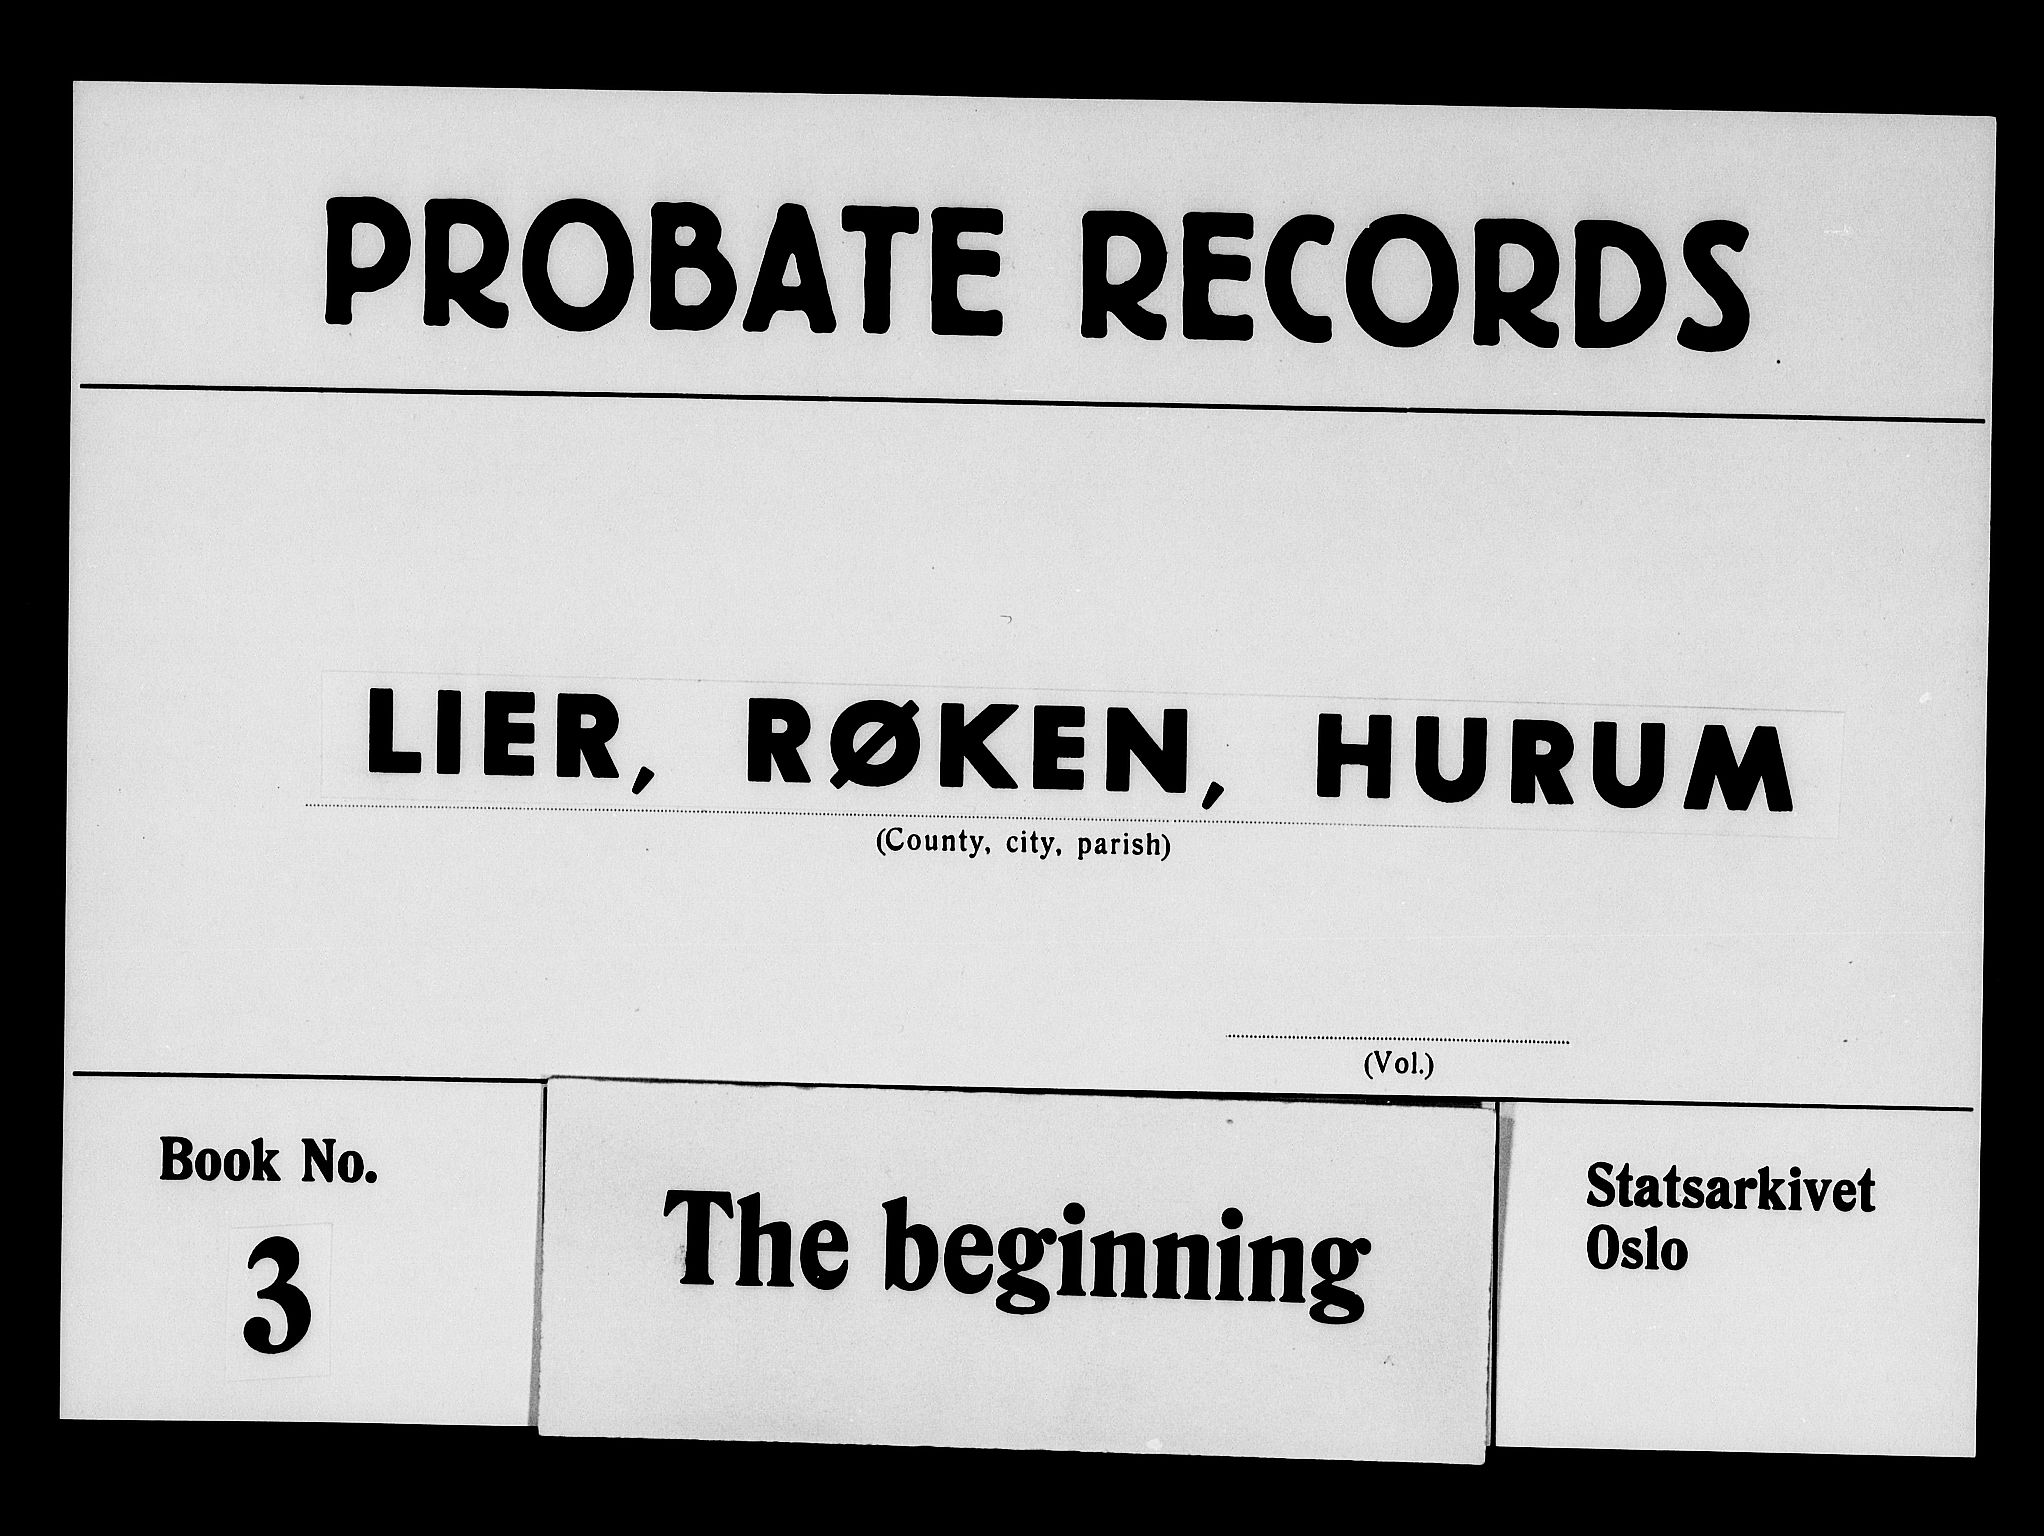 PROBATE RECORDS
LIER, RØKEN, HURUM
(County, city, parish)
(Vol.)
Book No.
3
The beginning
Statsarkivet
Oslo